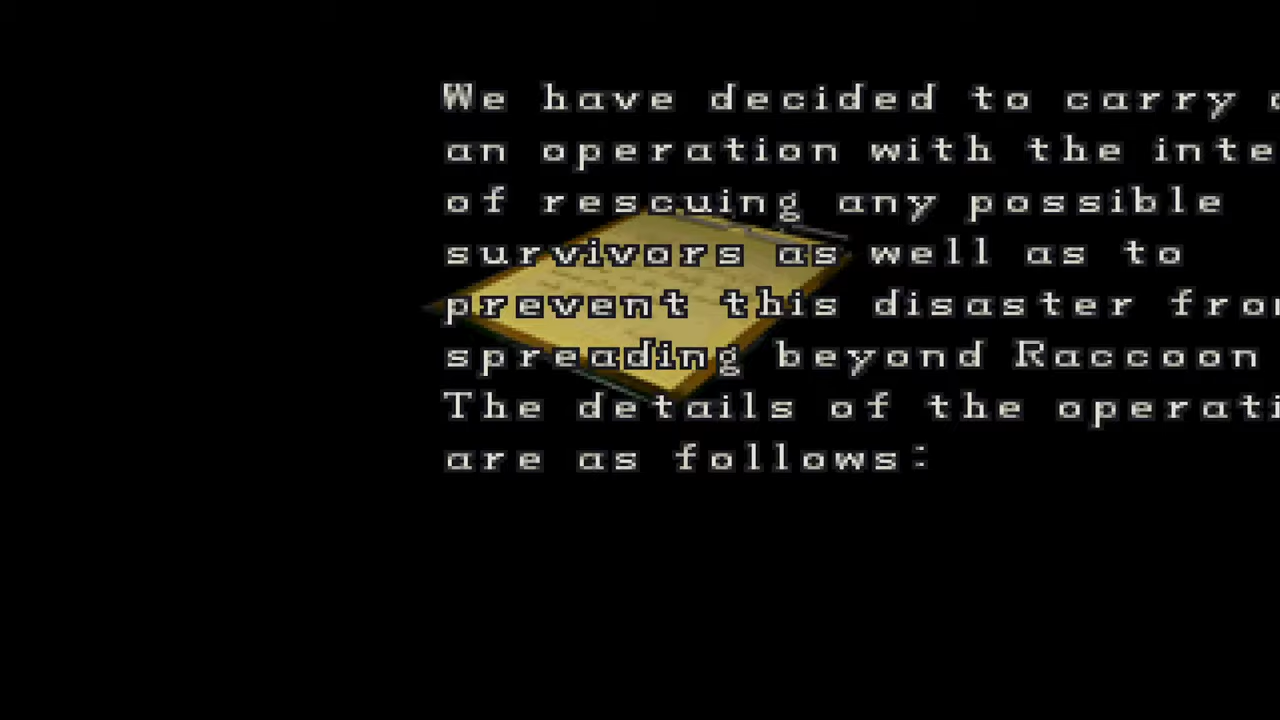 We have decided to carry
an operation with the inte
of rescuing any possible
survivors as well as to
prevent this disaster fro
spreading beyond Raccoon
The details of the operati
are as follows: